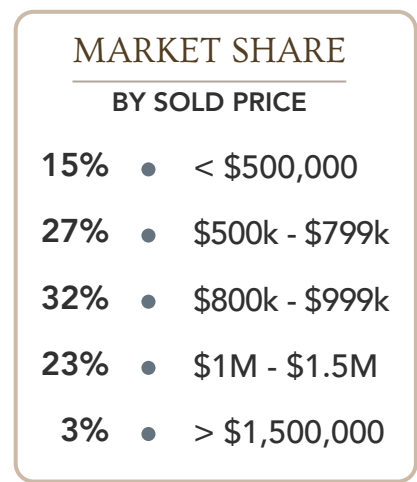 MARKET SHARE
BY SOLD PRICE
15% • < $500,000
27% • $500k - $799k
32% • $800k - $999k
23% • $1M - $1.5M
3% • > $1,500,000